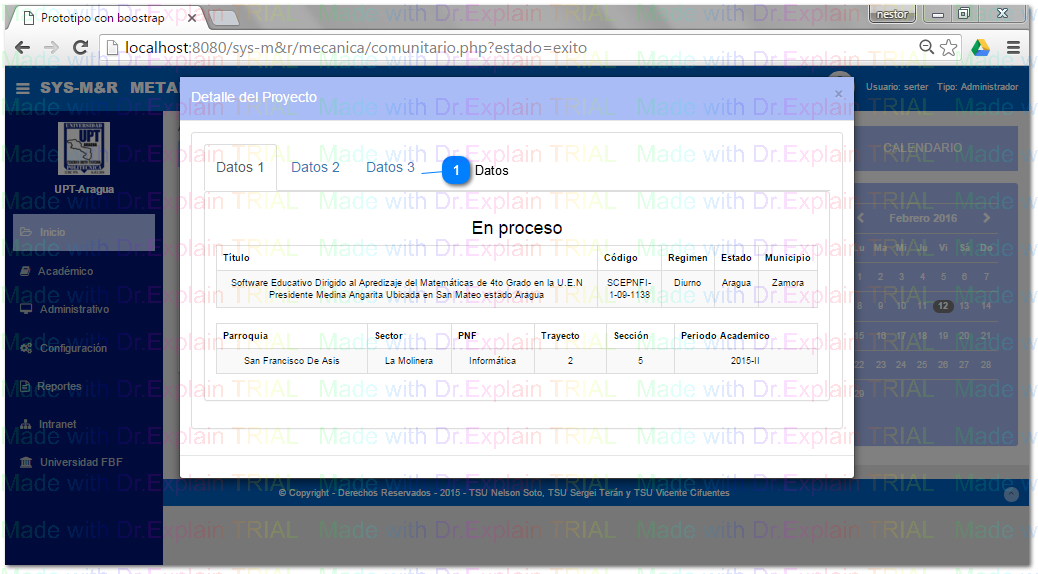 Prototipo con boostrap
nestor
localhost:8080/sys-m&r/mecanica/comunitario.php?estado=exito
SYS-M&R META
Usuario: serter Tipo: Administrador
Detalle del Proyecto
×
UNIVERSIDAD
UPT
UPT-Aragua
Inicio
Académico
Administrativo
Configuración
Reportes
Intranet
Universidad FBF
Datos 1 Datos 2 Datos 3 1 Datos
En proceso
Titulo Código Regimen Estado Municipio
Software Educativo Dirigido al Apredizaje del Matemáticas de 4to Grado en la U.E.N SCEPNFI- Diurno Aragua Zamora
Presidente Medina Angarita Ubicada en San Mateo estado Aragua 1-09-1138
Parroquia Sector PNF Trayecto Sección Periodo Academico
San Francisco De Asis La Molinera Informática 2 5 2015-II
CALENDARIO
Febrero 2016
Lu Ma Mi Ju Vi Sá Do
1 2 3 4 5 6 7
8 9 10 11 12 13 14
15 16 17 18 19 20 21
22 23 24 25 26 27 28
29
© Copyright - Derechos Reservados - 2015 - TSU Nelson Soto, TSU Sergei Terán y TSU Vicente Cifuentes
Made with Dr.Explain TRIAL